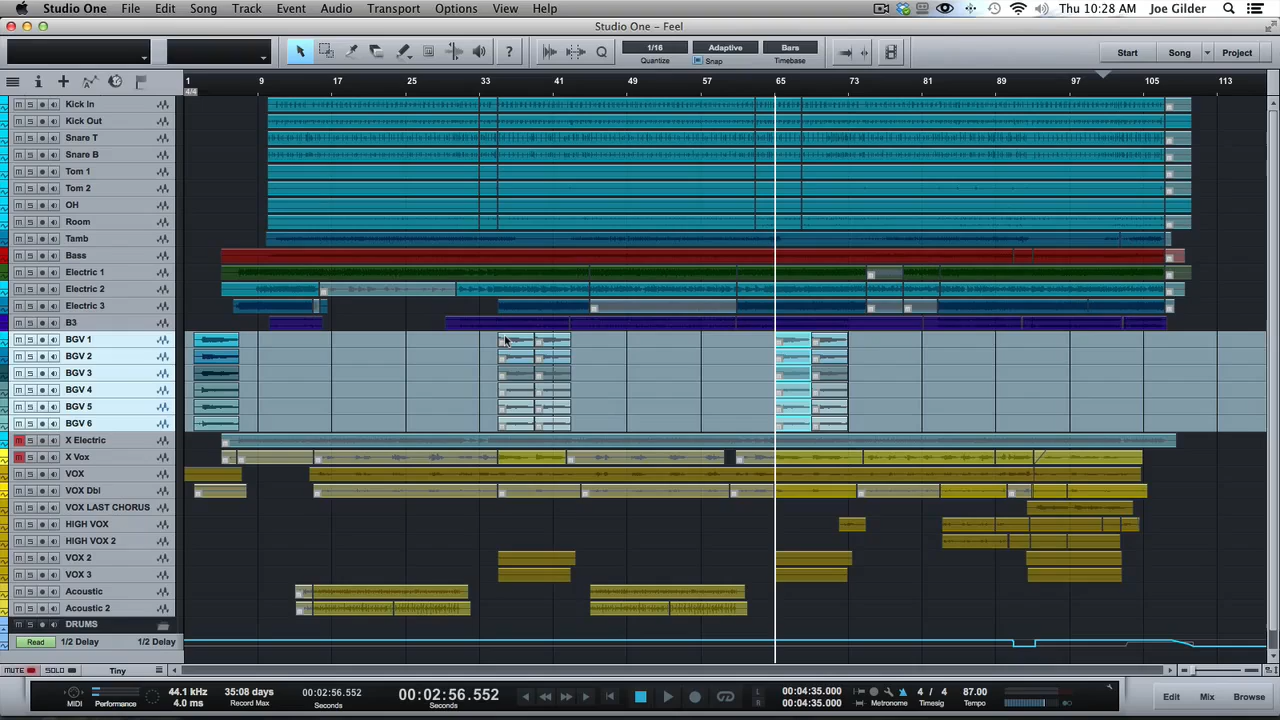 Studio One File Edit Song Track Event Audio Transport Options View Help Thu 10:28 AM Joe Gilder
Studio One – Feel
1/16 Adaptive Bars
Quantize Snap Timebase
Start Song Project
1 9 17 25 33 41 49 57 65 73 81 89 97 105 113
4/4
M S Kick In
M S Kick Out
M S Snare T
M S Snare B
M S Tom 1
M S Tom 2
M S OH
M S Room
M S Tamb
M S Bass
M S Electric 1
M S Electric 2
M S Electric 3
M S B3
M S BGV 1
M S BGV 2
M S BGV 3
M S BGV 4
M S BGV 5
M S BGV 6
M S X Electric
M S X Vox
M S VOX
M S VOX Dbl
M S VOX LAST CHORUS
M S HIGH VOX
M S HIGH VOX 2
M S VOX 2
M S VOX 3
M S Acoustic
M S Acoustic 2
M S DRUMS
Read 1/2 Delay 1/2 Delay
MUTE SOLO Tiny
44.1 kHz 35:08 days 00:02:56.552 00:02:56.552 L 00:04:35.000 4 / 4 87.00 Edit Mix Browse
MIDI Performance 4.0 ms Record Max Seconds Seconds R 00:04:35.000 Metronome Timesig Tempo